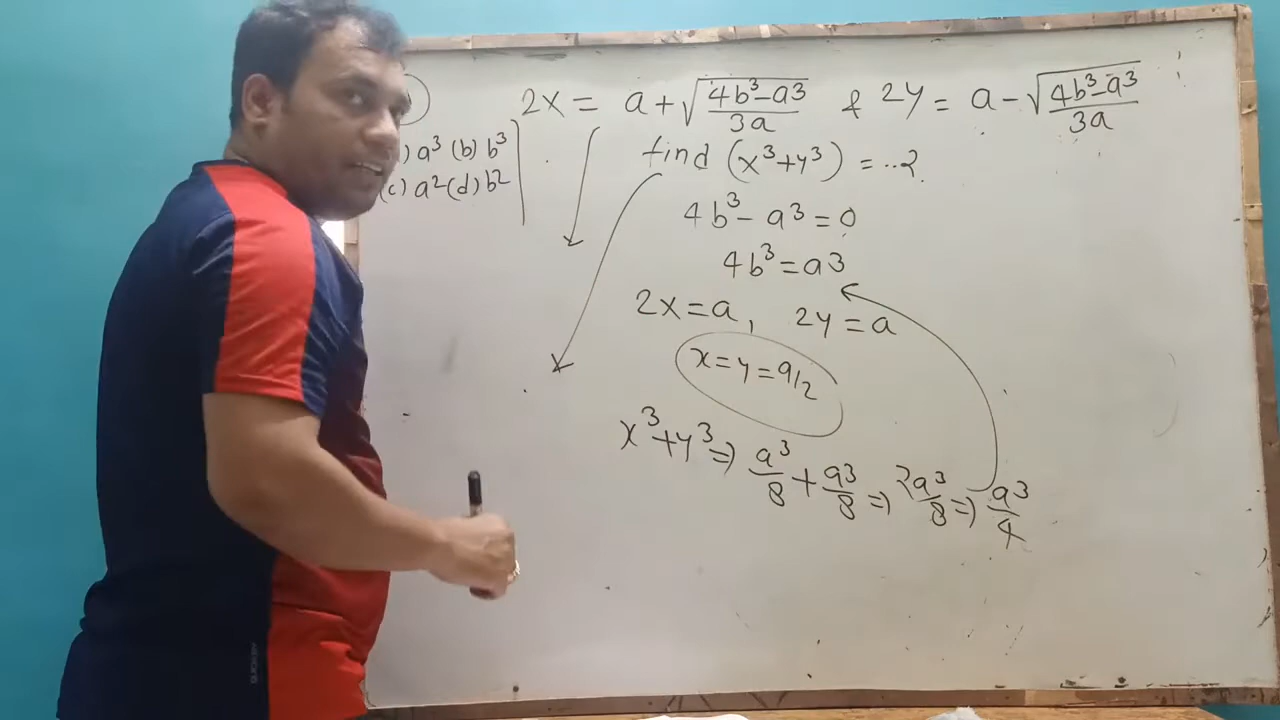 2x = a + √(4b³-a³/3a) & 2y = a - √(4b³-a³/3a)
) a³ (b) b³
(c) a² (d) b²
find (x³+y³) = ...?
4b³ - a³ = 0
4b³ = a3
2x = a, 2y = a
x = y = a/2
x³+y³ => a³/8 + a3/8 => 2a³/8 => a³/4